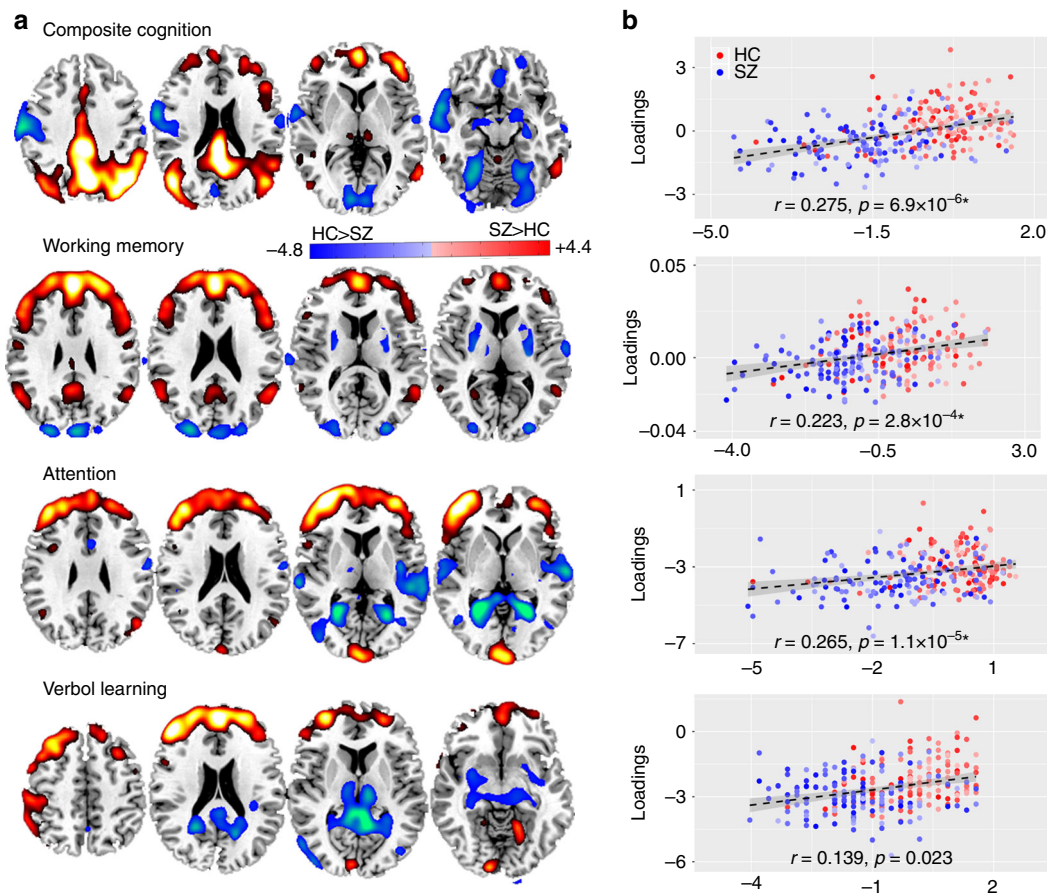 a
Composite cognition
−4.8 HC>SZ SZ>HC +4.4
Working memory
Attention
Verbol learning
b
HC
SZ
Loadings
3
0
−3
r = 0.275, p = 6.9×10⁻⁶*
−5.0 −1.5 2.0
Loadings
0.05
0.00
−0.04
r = 0.223, p = 2.8×10⁻⁴*
−4.0 −0.5 3.0
Loadings
1
−3
−7
r = 0.265, p = 1.1×10⁻⁵*
−5 −2 1
Loadings
0
−3
−6
r = 0.139, p = 0.023
−4 −1 2